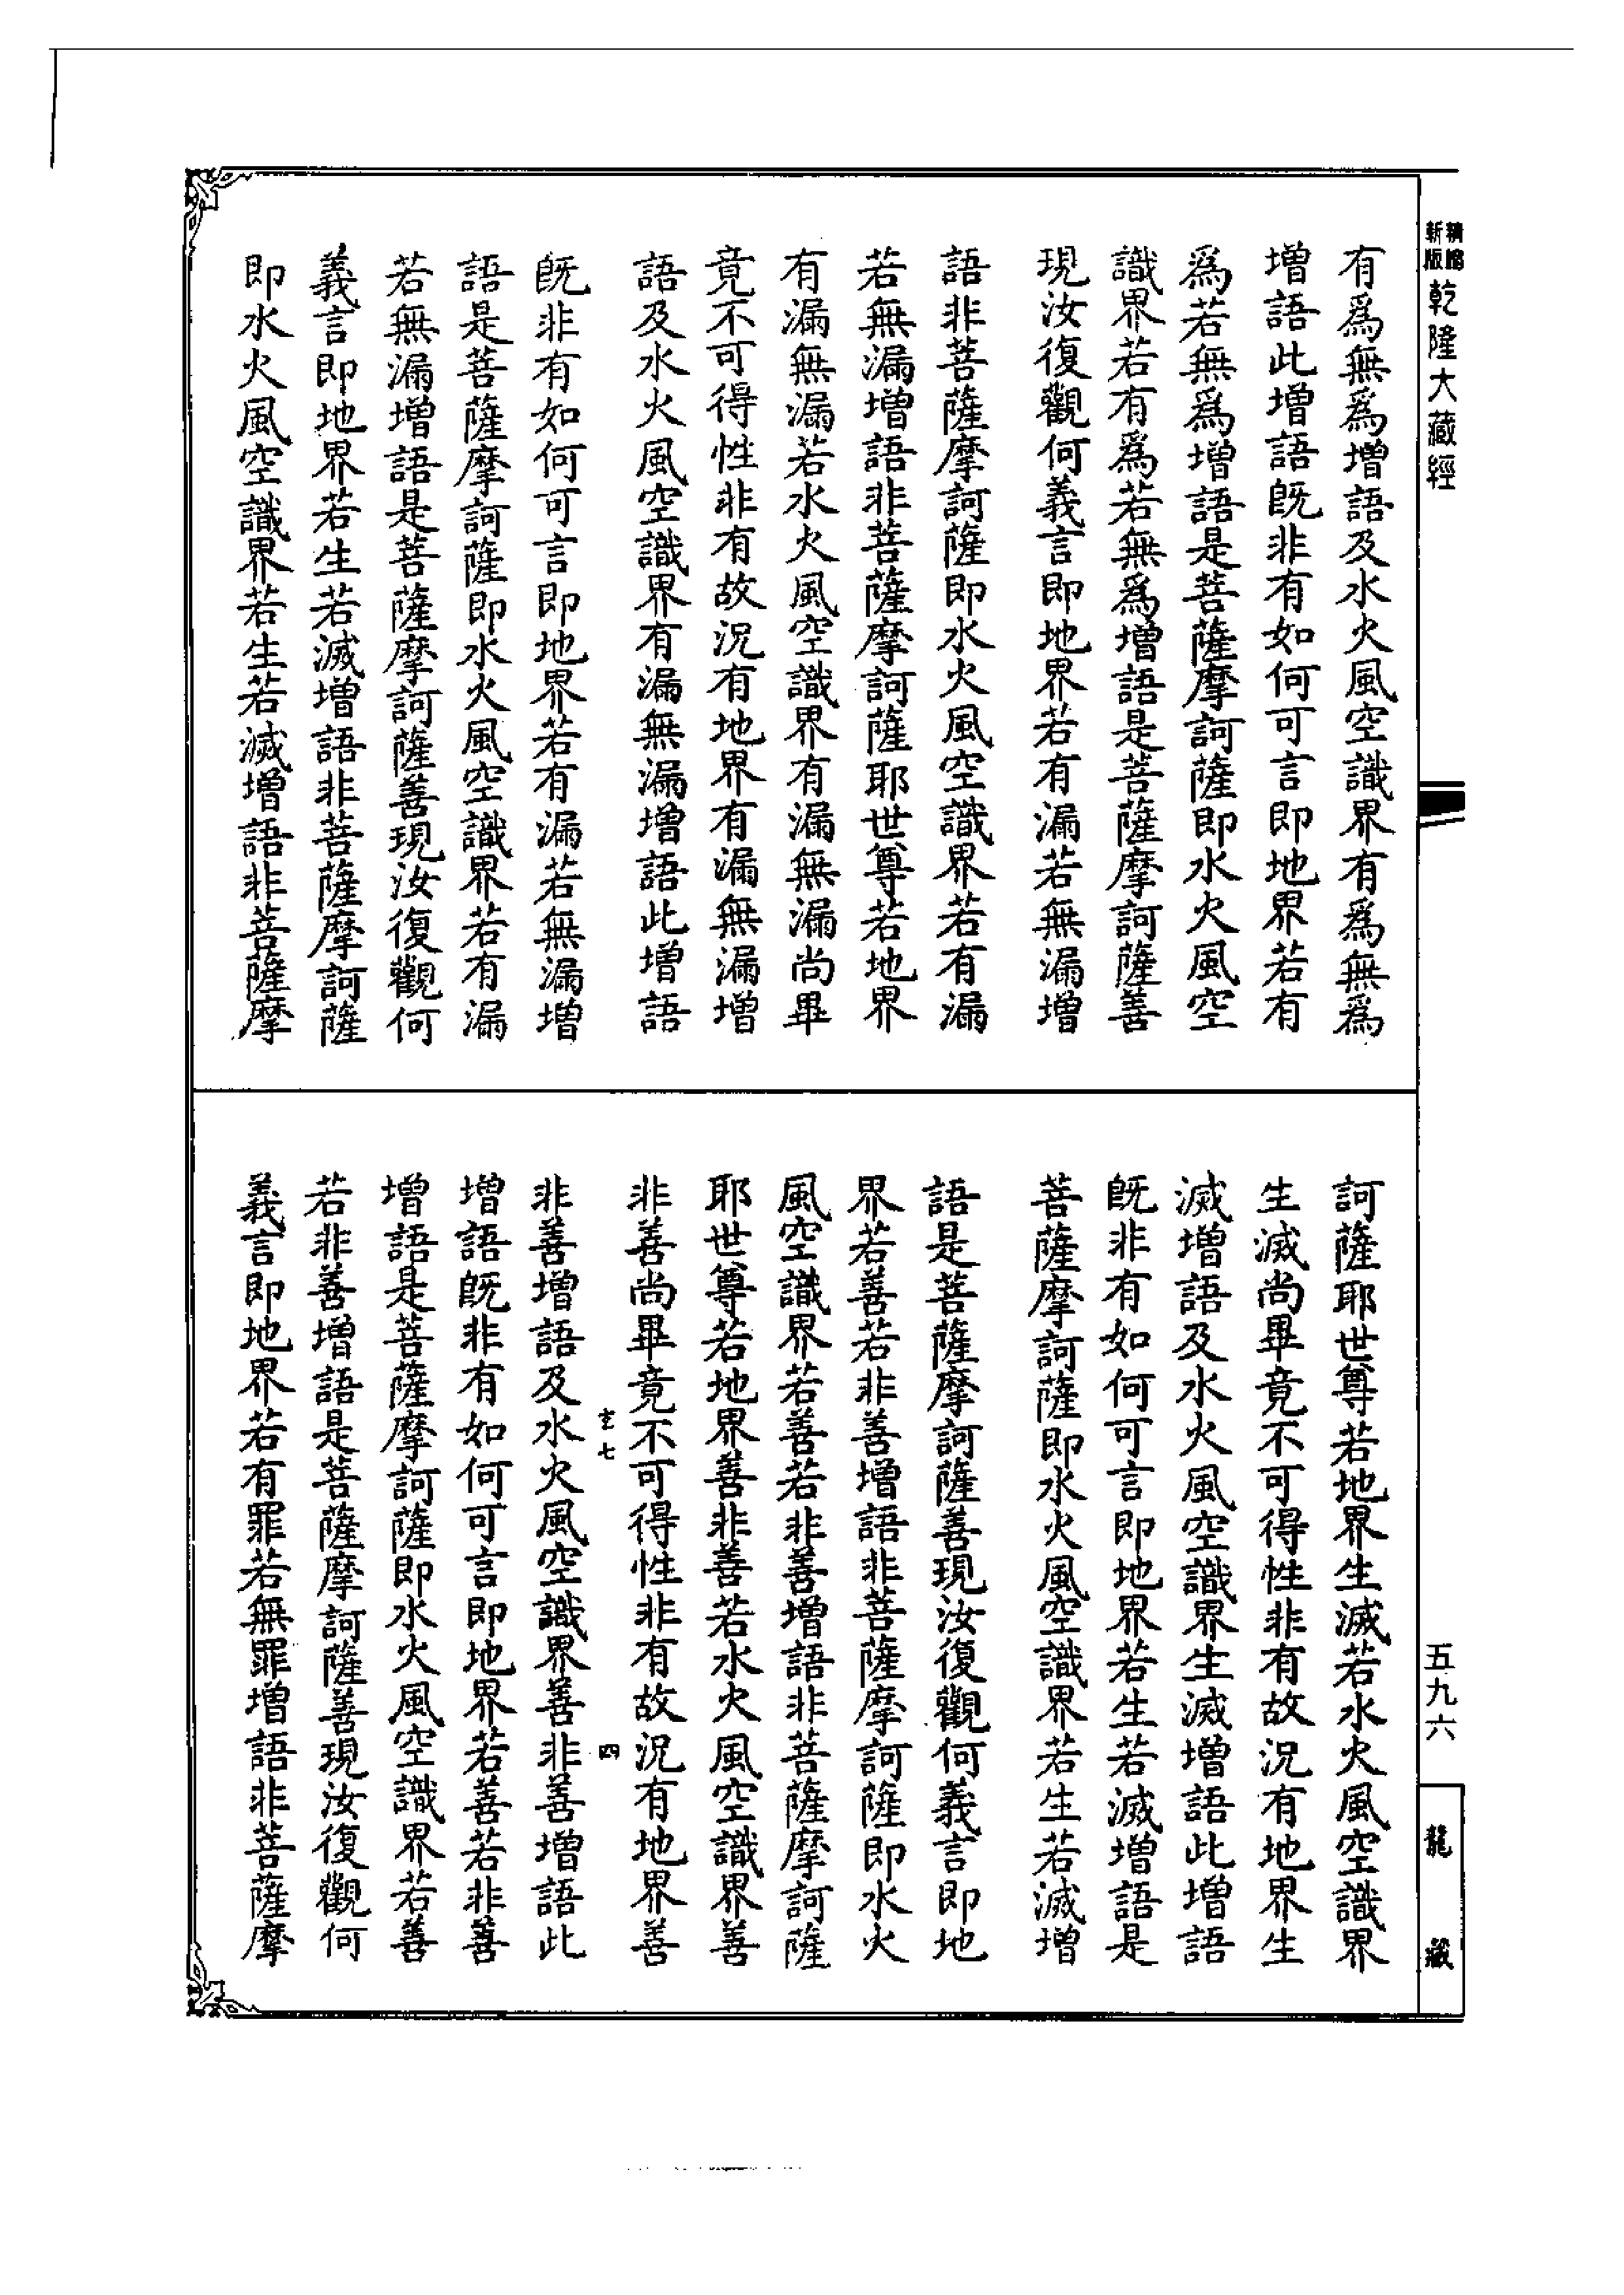 精縮
新版
乾隆大藏經
有爲無爲增語及水火風空識界有爲無爲
增語此增語旣非有如何可言即地界若有
爲若無爲增語是菩薩摩訶薩即水火風空
識界若有爲若無爲增語是菩薩摩訶薩善
現汝復觀何義言即地界若有漏若無漏增
語非菩薩摩訶薩即水火風空識界若有漏
若無漏增語非菩薩摩訶薩耶世尊若地界
有漏無漏若水火風空識界有漏無漏尚畢
竟不可得性非有故況有地界有漏無漏增
語及水火風空識界有漏無漏增語此增語
旣非有如何可言即地界若有漏若無漏增
語是菩薩摩訶薩即水火風空識界若有漏
若無漏增語是菩薩摩訶薩善現汝復觀何
義言即地界若生若滅增語非菩薩摩訶薩
即水火風空識界若生若滅增語非菩薩摩
訶薩耶世尊若地界生滅若水火風空識界
生滅尚畢竟不可得性非有故況有地界生
滅增語及水火風空識界生滅增語此增語
旣非有如何可言即地界若生若滅增語是
菩薩摩訶薩即水火風空識界若生若滅增
語是菩薩摩訶薩善現汝復觀何義言即地
界若善若非善增語非菩薩摩訶薩即水火
風空識界若善若非善增語非菩薩摩訶薩
耶世尊若地界善非善若水火風空識界善
非善尚畢竟不可得性非有故況有地界善
非善增語及水火風空識界善非善增語此
增語旣非有如何可言即地界若善若非善
增語是菩薩摩訶薩即水火風空識界若善
若非善增語是菩薩摩訶薩善現汝復觀何
義言即地界若有罪若無罪增語非菩薩摩
七 四
五九六
龍藏